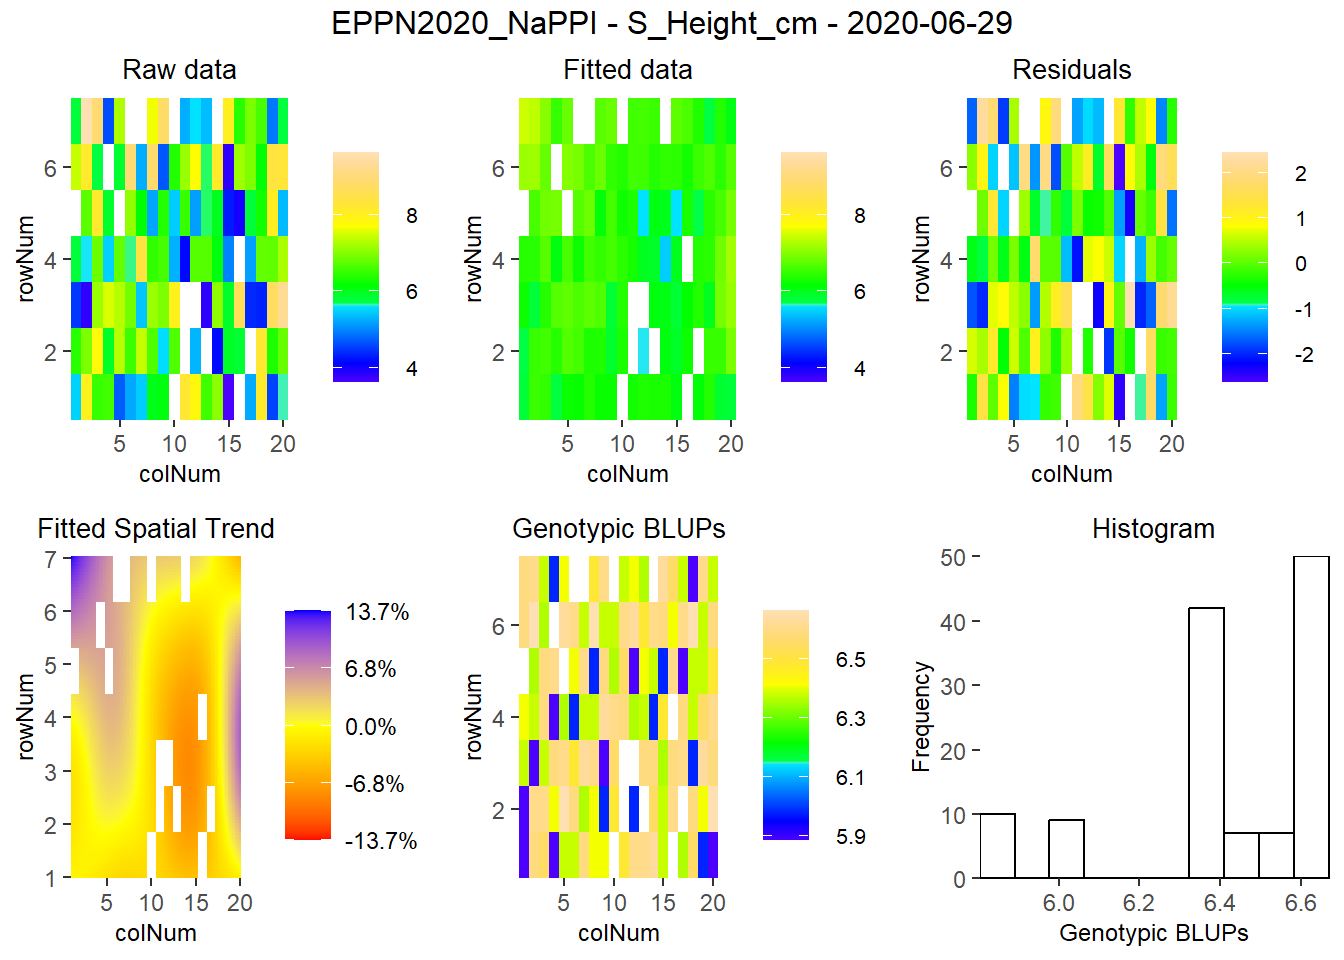 EPPN2020_NaPPI - S_Height_cm - 2020-06-29
Raw data
Fitted data
Residuals
rowNum
6
4
2
5 10 15 20
colNum
8
6
4
rowNum
6
4
2
5 10 15 20
colNum
8
6
4
rowNum
6
4
2
5 10 15 20
colNum
2
1
0
-1
-2
Fitted Spatial Trend
Genotypic BLUPs
Histogram
rowNum
7
6
5
4
3
2
1
5 10 15 20
colNum
13.7%
6.8%
0.0%
-6.8%
-13.7%
rowNum
6
4
2
5 10 15 20
colNum
6.5
6.3
6.1
5.9
Frequency
50
40
30
20
10
0
6.0 6.2 6.4 6.6
Genotypic BLUPs